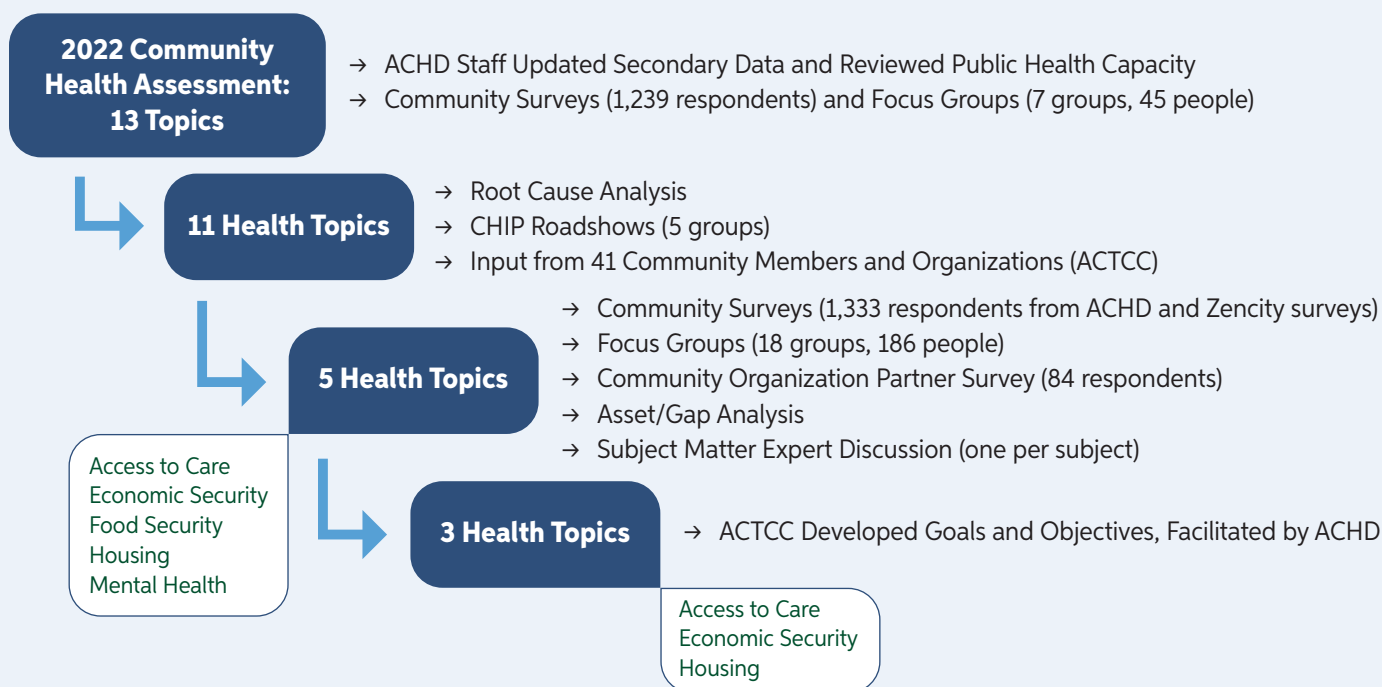 2022 Community
Health Assessment:
13 Topics
→ ACHD Staff Updated Secondary Data and Reviewed Public Health Capacity
→ Community Surveys (1,239 respondents) and Focus Groups (7 groups, 45 people)
11 Health Topics
→ Root Cause Analysis
→ CHIP Roadshows (5 groups)
→ Input from 41 Community Members and Organizations (ACTCC)
5 Health Topics
→ Community Surveys (1,333 respondents from ACHD and Zencity surveys)
→ Focus Groups (18 groups, 186 people)
→ Community Organization Partner Survey (84 respondents)
→ Asset/Gap Analysis
→ Subject Matter Expert Discussion (one per subject)
Access to Care
Economic Security
Food Security
Housing
Mental Health
3 Health Topics
→ ACTCC Developed Goals and Objectives, Facilitated by ACHD
Access to Care
Economic Security
Housing